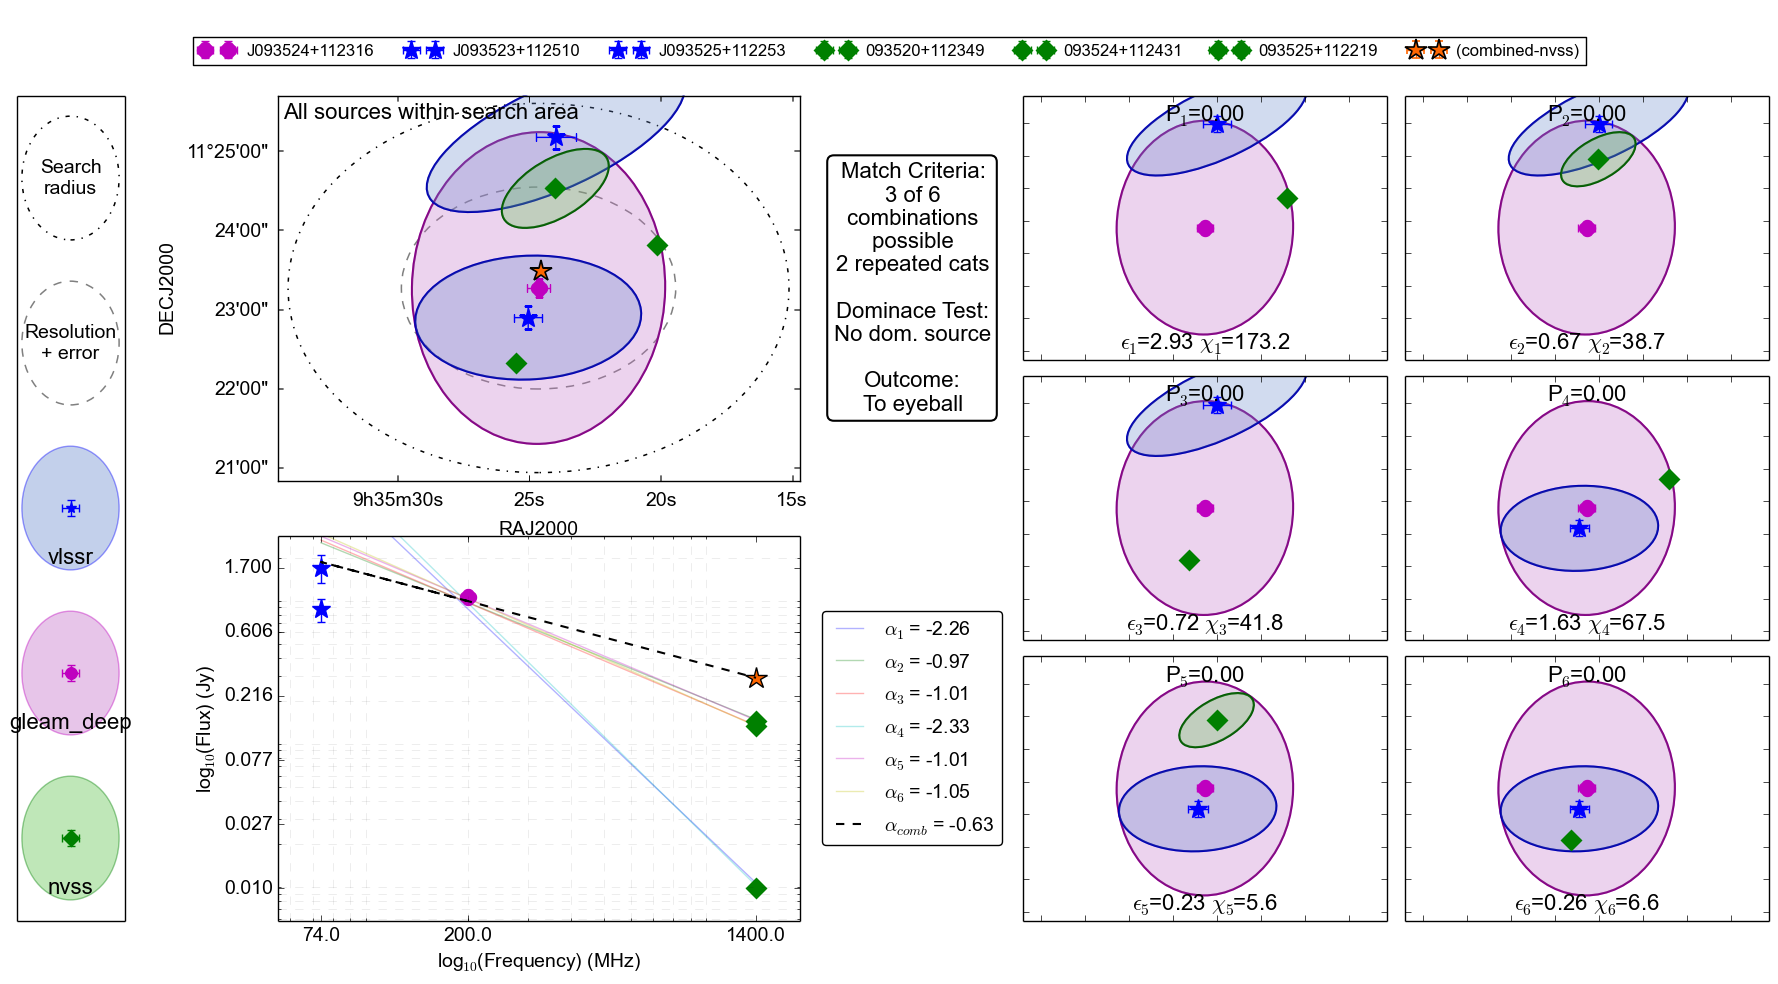 J093524+112316 J093523+112510 J093525+112253 093520+112349 093524+112431 093525+112219 (combined-nvss)
Search
radius
Resolution
+ error
vlssr
gleam_deep
nvss
All sources within search area
DECJ2000
11°25'00"
24'00"
23'00"
22'00"
21'00"
9h35m30s 25s 20s 15s
RAJ2000
Match Criteria:
3 of 6
combinations
possible
2 repeated cats
Dominace Test:
No dom. source
Outcome:
To eyeball
log₁₀(Flux) (Jy)
1.700
0.606
0.216
0.077
0.027
0.010
74.0 200.0 1400.0
log₁₀(Frequency) (MHz)
α₁ = -2.26
α₂ = -0.97
α₃ = -1.01
α₄ = -2.33
α₅ = -1.01
α₆ = -1.05
α_comb = -0.63
P₁=0.00
ϵ₁=2.93 χ₁=173.2
P₂=0.00
ϵ₂=0.67 χ₂=38.7
P₃=0.00
ϵ₃=0.72 χ₃=41.8
P₄=0.00
ϵ₄=1.63 χ₄=67.5
P₅=0.00
ϵ₅=0.23 χ₅=5.6
P₆=0.00
ϵ₆=0.26 χ₆=6.6